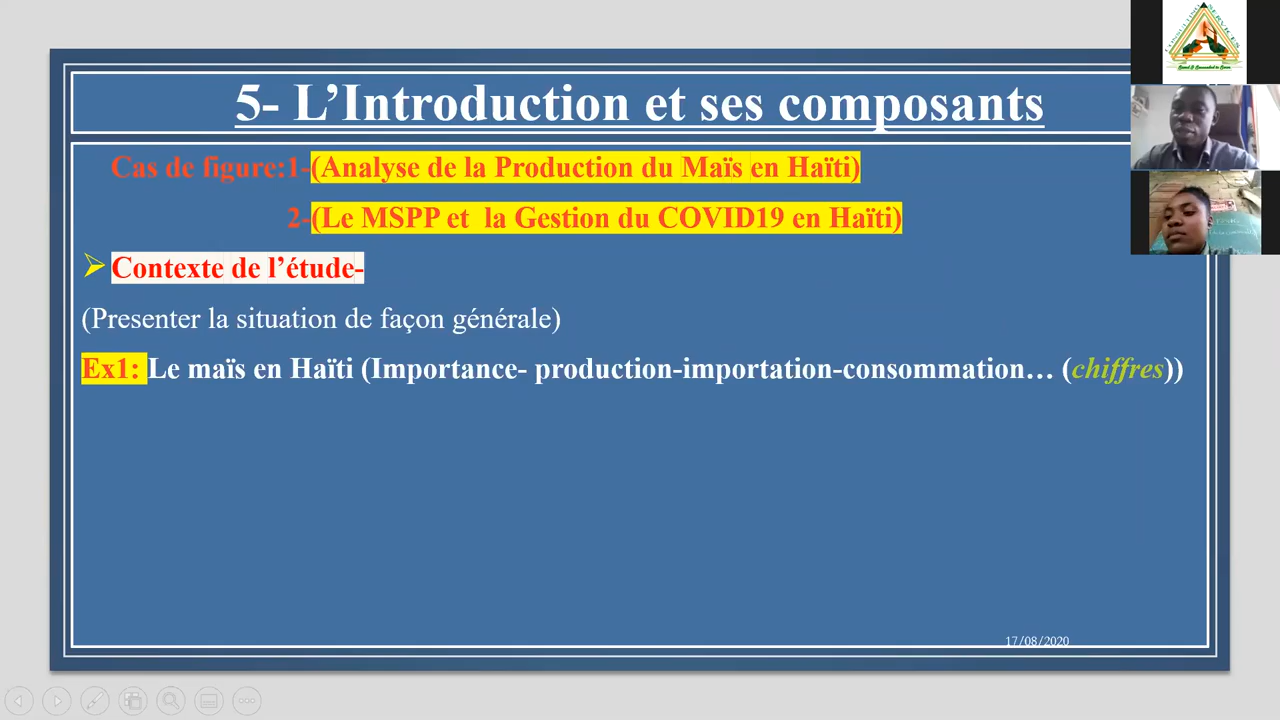 5- L’Introduction et ses composants
Cas de figure:1-(Analyse de la Production du Maïs en Haïti)
2-(Le MSPP et la Gestion du COVID19 en Haïti)
Contexte de l’étude-
(Presenter la situation de façon générale)
Ex1: Le maïs en Haïti (Importance- production-importation-consommation… (chiffres))
17/08/2020